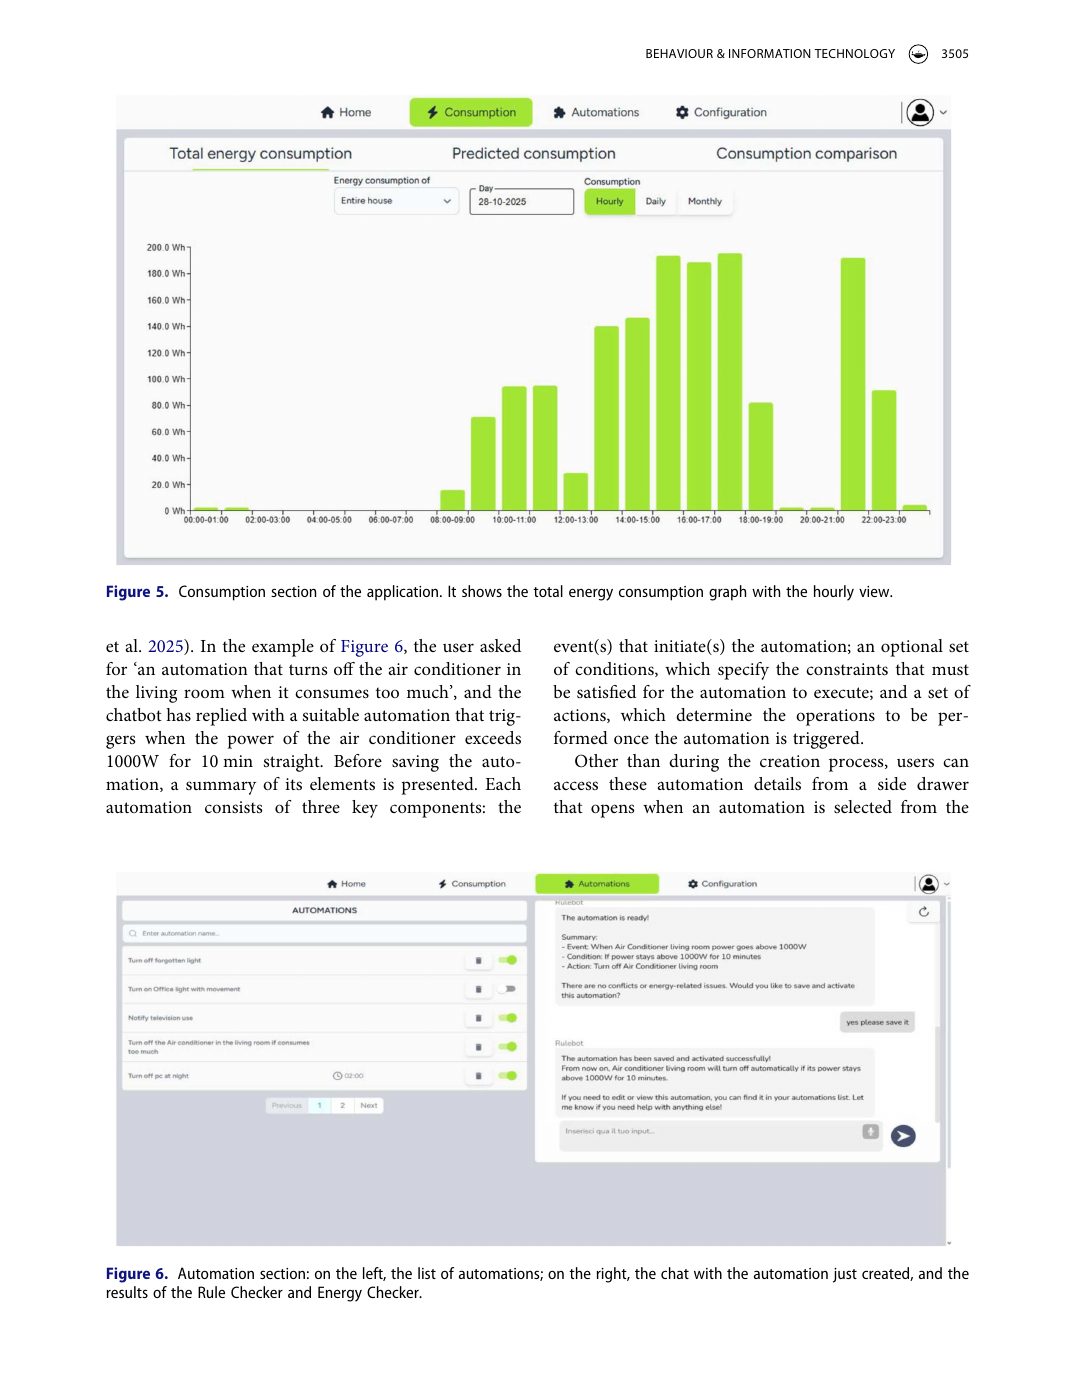 BEHAVIOUR & INFORMATION TECHNOLOGY 3505
Home Consumption Automations Configuration
Total energy consumption Predicted consumption Consumption comparison
Energy consumption of Day Consumption
Entire house 28-10-2025 Hourly Daily Monthly
200.0 Wh
180.0 Wh
160.0 Wh
140.0 Wh
120.0 Wh
100.0 Wh
80.0 Wh
60.0 Wh
40.0 Wh
20.0 Wh
0 Wh
00:00-01:00 02:00-03:00 04:00-05:00 06:00-07:00 08:00-09:00 10:00-11:00 12:00-13:00 14:00-15:00 16:00-17:00 18:00-19:00 20:00-21:00 22:00-23:00
Figure 5. Consumption section of the application. It shows the total energy consumption graph with the hourly view.
et al. 2025). In the example of Figure 6, the user asked
for ‘an automation that turns off the air conditioner in
the living room when it consumes too much’, and the
chatbot has replied with a suitable automation that trig-
gers when the power of the air conditioner exceeds
1000W for 10 min straight. Before saving the auto-
mation, a summary of its elements is presented. Each
automation consists of three key components: the
event(s) that initiate(s) the automation; an optional set
of conditions, which specify the constraints that must
be satisfied for the automation to execute; and a set of
actions, which determine the operations to be per-
formed once the automation is triggered.
Other than during the creation process, users can
access these automation details from a side drawer
that opens when an automation is selected from the
Home Consumption Automations Configuration
AUTOMATIONS
Enter automation name...
Turn off forgotten light
Turn on Office light with movement
Notify television use
Turn off the Air conditioner in the living room if consumes
too much
Turn off pc at night 02:00
Previous 1 2 Next
Rulebot
The automation is ready!
Summary:
- Event: When Air Conditioner living room power goes above 1000W
- Condition: If power stays above 1000W for 10 minutes
- Action: Turn off Air Conditioner living room
There are no conflicts or energy-related issues. Would you like to save and activate
this automation?
yes please save it
Rulebot
The automation has been saved and activated successfully!
From now on, Air conditioner living room will turn off automatically if its power stays
above 1000W for 10 minutes.
If you need to edit or view this automation, you can find it in your automations list. Let
me know if you need help with anything else!
Inserisci qua il tuo input...
Figure 6. Automation section: on the left, the list of automations; on the right, the chat with the automation just created, and the
results of the Rule Checker and Energy Checker.